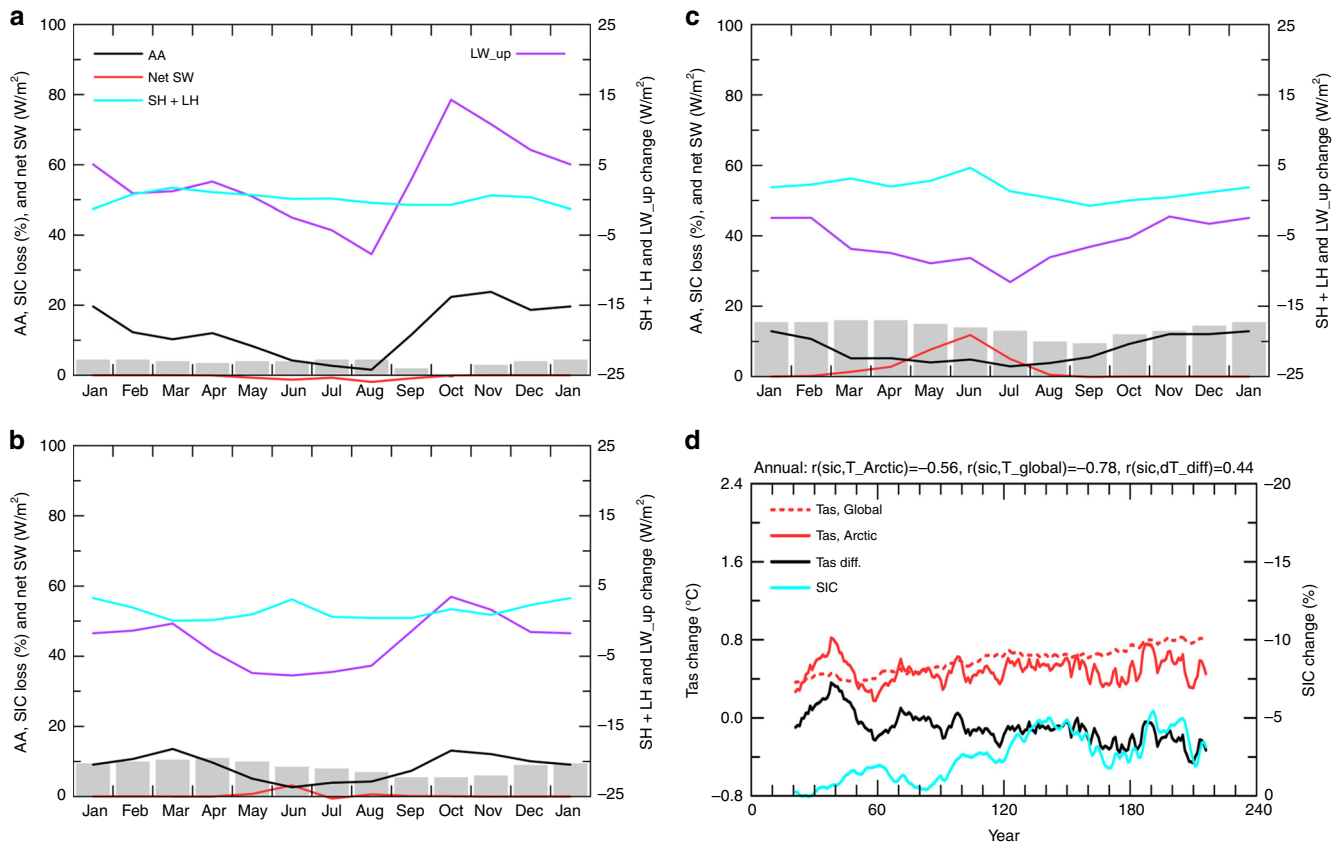 a
AA, SIC loss (%), and net SW (W/m²)
100
80
60
40
20
0
AA
Net SW
SH + LH
LW_up
25
15
5
−5
−15
−25
SH + LH and LW_up change (W/m²)
Jan Feb Mar Apr May Jun Jul Aug Sep Oct Nov Dec Jan
b
AA, SIC loss (%) and net SW (W/m²)
100
80
60
40
20
0
25
15
5
−5
−15
−25
SH + LH and LW_up change (W/m²)
Jan Feb Mar Apr May Jun Jul Aug Sep Oct Nov Dec Jan
c
AA, SIC loss (%), and net SW (W/m²)
100
80
60
40
20
0
25
15
5
−5
−15
−25
SH + LH and LW_up change (W/m²)
Jan Feb Mar Apr May Jun Jul Aug Sep Oct Nov Dec Jan
d
Annual: r(sic,T_Arctic)=−0.56, r(sic,T_global)=−0.78, r(sic,dT_diff)=0.44
Tas change (°C)
2.4
1.6
0.8
0.0
−0.8
Tas, Global
Tas, Arctic
Tas diff.
SIC
−20
−15
−10
−5
0
SIC change (%)
60 120 180 240
Year